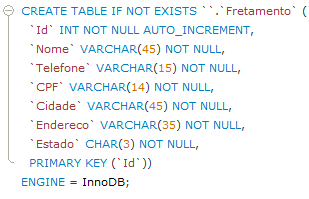 CREATE TABLE IF NOT EXISTS ``.`Fretamento` (
`Id` INT NOT NULL AUTO_INCREMENT,
`Nome` VARCHAR(45) NOT NULL,
`Telefone` VARCHAR(15) NOT NULL,
`CPF` VARCHAR(14) NOT NULL,
`Cidade` VARCHAR(45) NOT NULL,
`Endereco` VARCHAR(35) NOT NULL,
`Estado` CHAR(3) NOT NULL,
PRIMARY KEY (`Id`))
ENGINE = InnoDB;